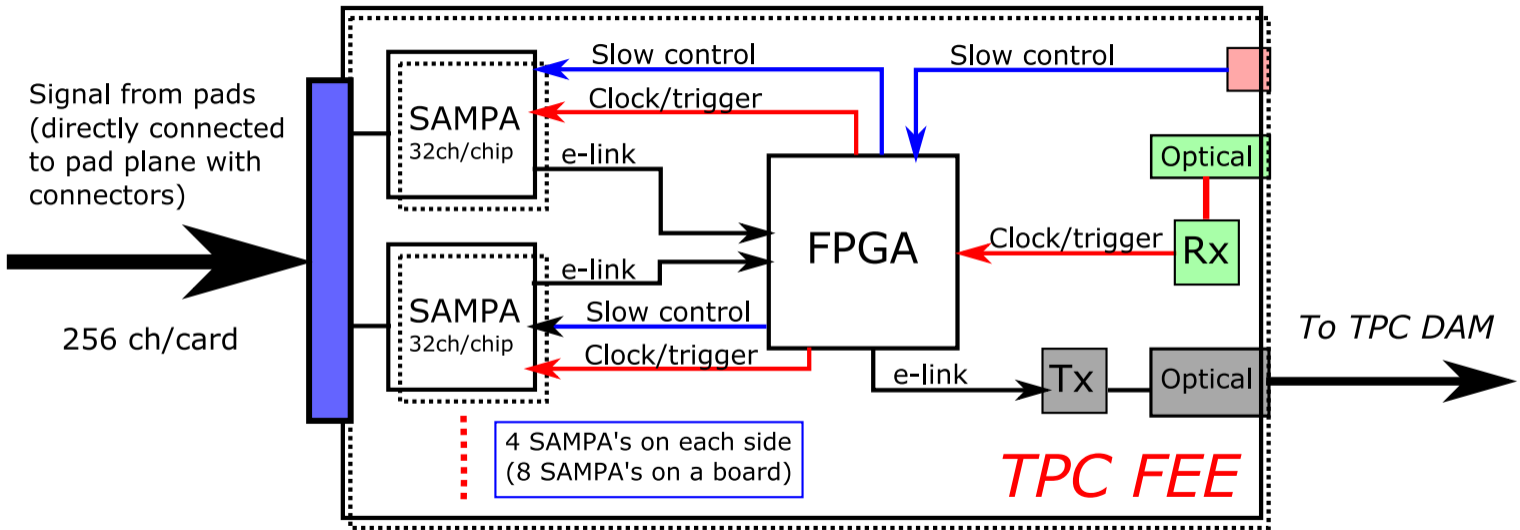 Signal from pads
(directly connected
to pad plane with
connectors)
256 ch/card
SAMPA
32ch/chip
Slow control
Clock/trigger
e-link
SAMPA
32ch/chip
e-link
Slow control
Clock/trigger
4 SAMPA's on each side
(8 SAMPA's on a board)
FPGA
Slow control
Optical
Clock/trigger
Rx
e-link
Tx
Optical
To TPC DAM
TPC FEE